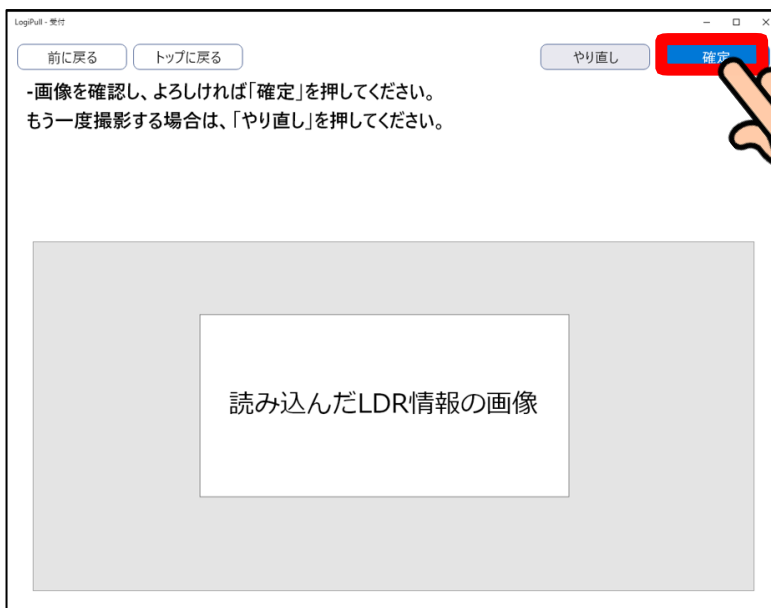 LogiPull - 受付
前に戻る トップに戻る やり直し 確定
-画像を確認し、よろしければ「確定」を押してください。
もう一度撮影する場合は、「やり直し」を押してください。
読み込んだLDR情報の画像